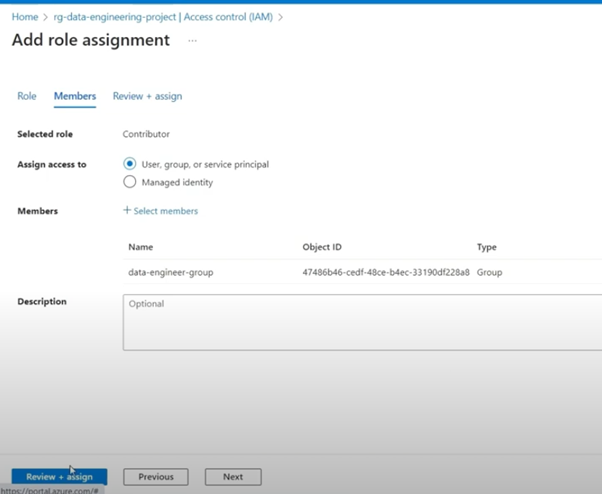 Home > rg-data-engineering-project | Access control (IAM) >
Add role assignment ...
Role Members Review + assign
Selected role Contributor
Assign access to User, group, or service principal
Managed identity
Members + Select members
Name Object ID Type
data-engineer-group 47486b46-cedf-48ce-b4ec-33190df228a8 Group
Description Optional
Review + assign Previous Next
https://portal.azure.com/#